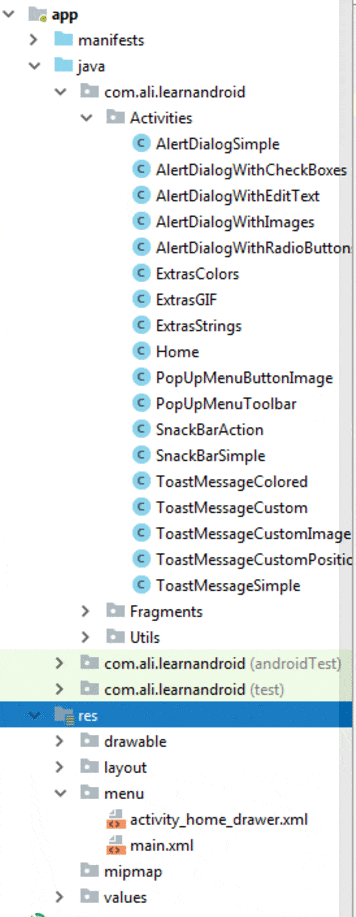 app
manifests
java
com.ali.learnandroid
Activities
AlertDialogSimple
AlertDialogWithCheckBoxes
AlertDialogWithEditText
AlertDialogWithImages
AlertDialogWithRadioButton
ExtrasColors
ExtrasGIF
ExtrasStrings
Home
PopUpMenuButtonImage
PopUpMenuToolbar
SnackBarAction
SnackBarSimple
ToastMessageColored
ToastMessageCustom
ToastMessageCustomImage
ToastMessageCustomPositic
ToastMessageSimple
Fragments
Utils
com.ali.learnandroid (androidTest)
com.ali.learnandroid (test)
res
drawable
layout
menu
activity_home_drawer.xml
main.xml
mipmap
values